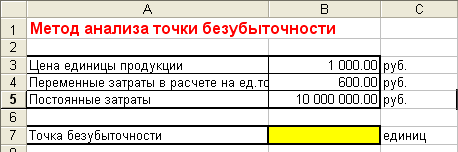 A B C
1 Метод анализа точки безубыточности
2
3 Цена единицы продукции 1 000.00 руб.
4 Переменные затраты в расчете на ед.то 600.00 руб.
5 Постоянные затраты 10 000 000.00 руб.
6
7 Точка безубыточности единиц